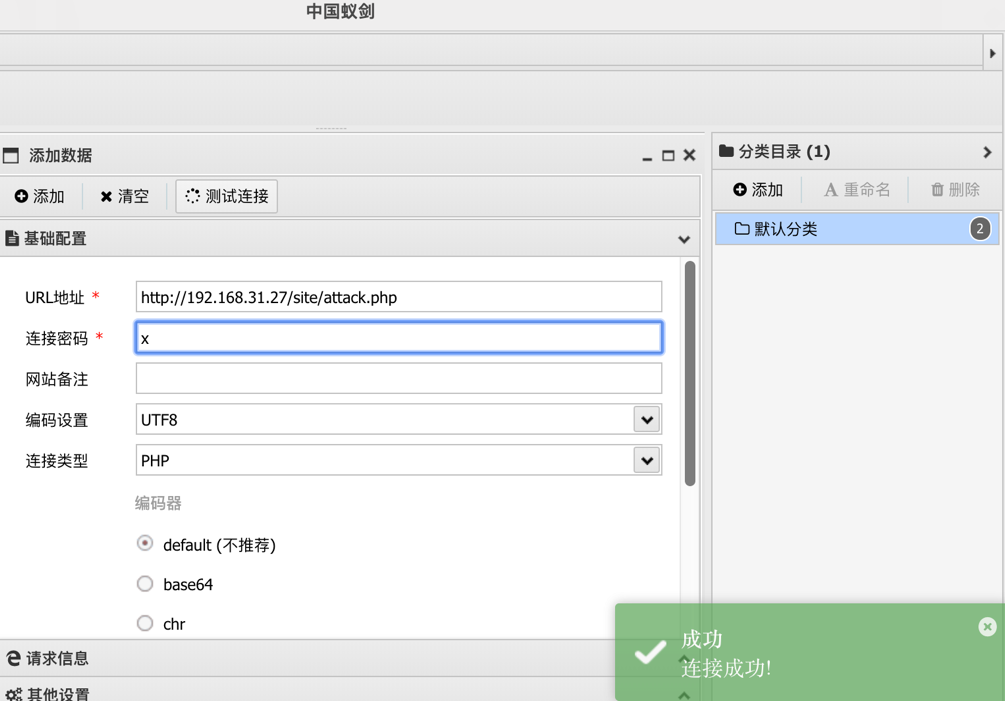 中国蚁剑
添加数据
添加 清空 测试连接
基础配置
URL地址 * http://192.168.31.27/site/attack.php
连接密码 * x
网站备注
编码设置 UTF8
连接类型 PHP
编码器
default (不推荐)
base64
chr
请求信息
其他设置
分类目录 (1)
添加 重命名 删除
默认分类 2
成功
连接成功!